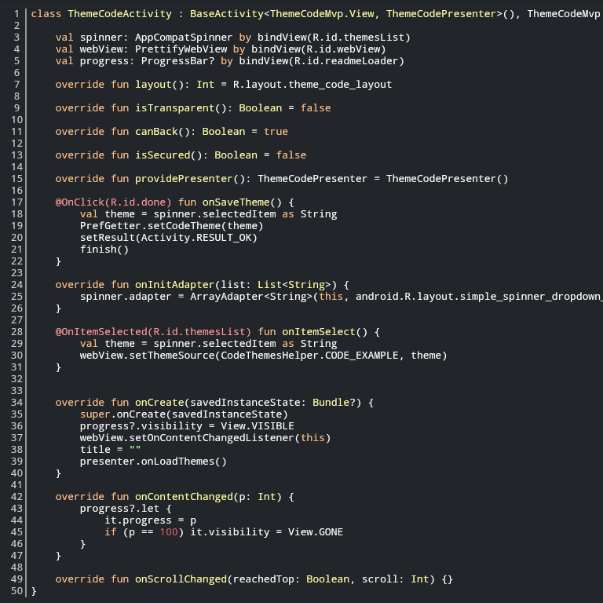 1 class ThemeCodeActivity : BaseActivity<ThemeCodeMvp.View, ThemeCodePresenter>(), ThemeCodeMvp
2
3     val spinner: AppCompatSpinner by bindView(R.id.themesList)
4     val webView: PrettifyWebView by bindView(R.id.webView)
5     val progress: ProgressBar? by bindView(R.id.readmeLoader)
6
7     override fun layout(): Int = R.layout.theme_code_layout
8
9     override fun isTransparent(): Boolean = false
10
11     override fun canBack(): Boolean = true
12
13     override fun isSecured(): Boolean = false
14
15     override fun providePresenter(): ThemeCodePresenter = ThemeCodePresenter()
16
17     @OnClick(R.id.done) fun onSaveTheme() {
18         val theme = spinner.selectedItem as String
19         PrefGetter.setCodeTheme(theme)
20         setResult(Activity.RESULT_OK)
21         finish()
22     }
23
24     override fun onInitAdapter(list: List<String>) {
25         spinner.adapter = ArrayAdapter<String>(this, android.R.layout.simple_spinner_dropdown_
26     }
27
28     @OnItemSelected(R.id.themesList) fun onItemSelect() {
29         val theme = spinner.selectedItem as String
30         webView.setThemeSource(CodeThemesHelper.CODE_EXAMPLE, theme)
31     }
32
33
34     override fun onCreate(savedInstanceState: Bundle?) {
35         super.onCreate(savedInstanceState)
36         progress?.visibility = View.VISIBLE
37         webView.setOnContentChangedListener(this)
38         title = ""
39         presenter.onLoadThemes()
40     }
41
42     override fun onContentChanged(p: Int) {
43         progress?.let {
44             it.progress = p
45             if (p == 100) it.visibility = View.GONE
46         }
47     }
48
49     override fun onScrollChanged(reachedTop: Boolean, scroll: Int) {}
50 }